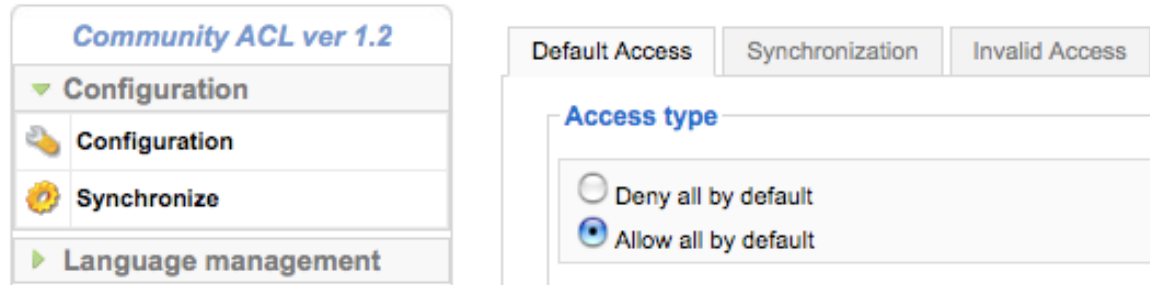 Community ACL ver 1.2
Configuration
Configuration
Synchronize
Language management
Default Access
Synchronization
Invalid Access
Access type
Deny all by default
Allow all by default